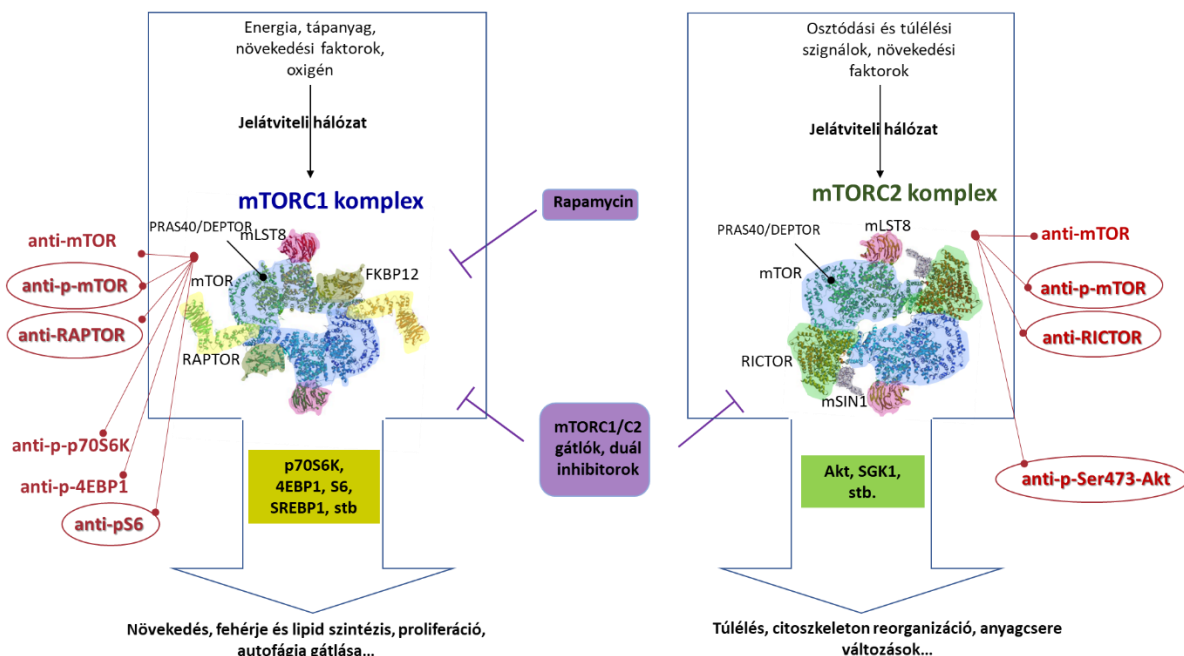 Energia, tápanyag,
növekedési faktorok,
oxigén
Jelátviteli hálózat
mTORC1 komplex
PRAS40/DEPTOR
mLST8
mTOR
FKBP12
RAPTOR
anti-mTOR
anti-p-mTOR
anti-RAPTOR
anti-p-p70S6K
anti-p-4EBP1
anti-pS6
p70S6K,
4EBP1, S6,
SREBP1, stb
Növekedés, fehérje és lipid szintézis, proliferáció,
autofágia gátlása...
Rapamycin
mTORC1/C2
gátlók, duál
inhibitorok
Osztódási és túlélési
szignálok, növekedési
faktorok
Jelátviteli hálózat
mTORC2 komplex
PRAS40/DEPTOR
mLST8
mTOR
RICTOR
mSIN1
anti-mTOR
anti-p-mTOR
anti-RICTOR
anti-p-Ser473-Akt
Akt, SGK1,
stb.
Túlélés, citoszkeleton reorganizáció, anyagcsere
változások...